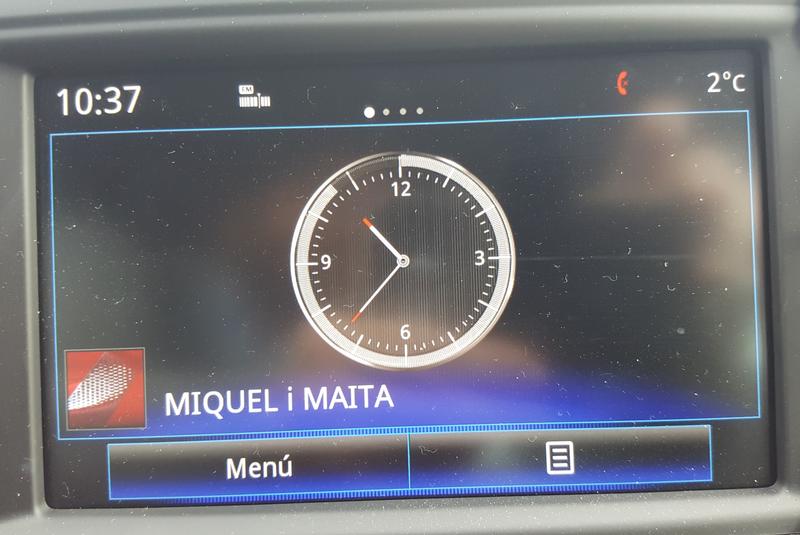 10:37
FM
2°C
12
9
3
6
MIQUEL i MAITA
Menú